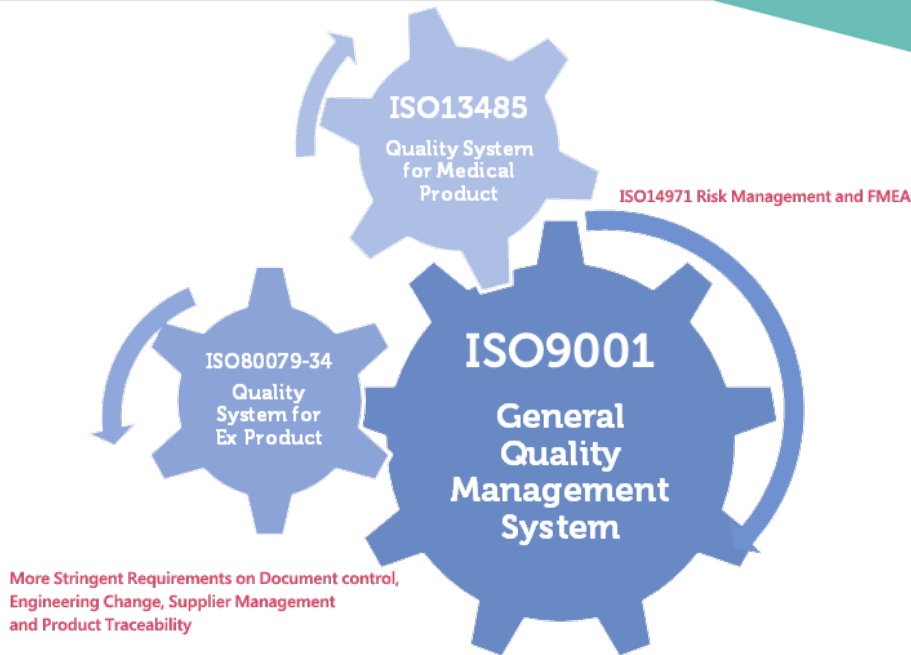 ISO13485
Quality System
for Medical
Product
ISO14971 Risk Management and FMEA
ISO9001
General
Quality
Management
System
ISO80079-34
Quality
System for
Ex Product
More Stringent Requirements on Document control,
Engineering Change, Supplier Management
and Product Traceability